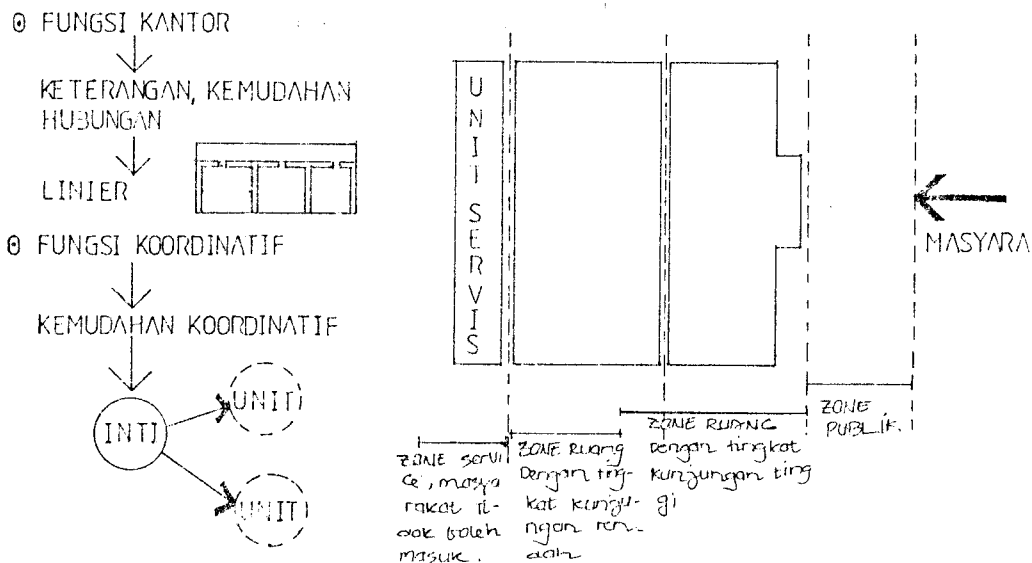 0 FUNGSI KANTOR
KETERANGAN, KEMUDAHAN
HUBUNGAN
LINIER
0 FUNGSI KOORDINATIF
KEMUDAHAN KOORDINATIF
INTI
UNIT
UNIT
UNIT SERVIS
MASYARA
ZONE
PUBLIK.
ZONE RUANG
dengan tingkat
kunjungan ting
gi
ZONE Ruang
Dengan ting-
kat kunju-
ngan ren-
dah
ZONE SERVI
CE, masya
rakat ti-
dak boleh
masuk.